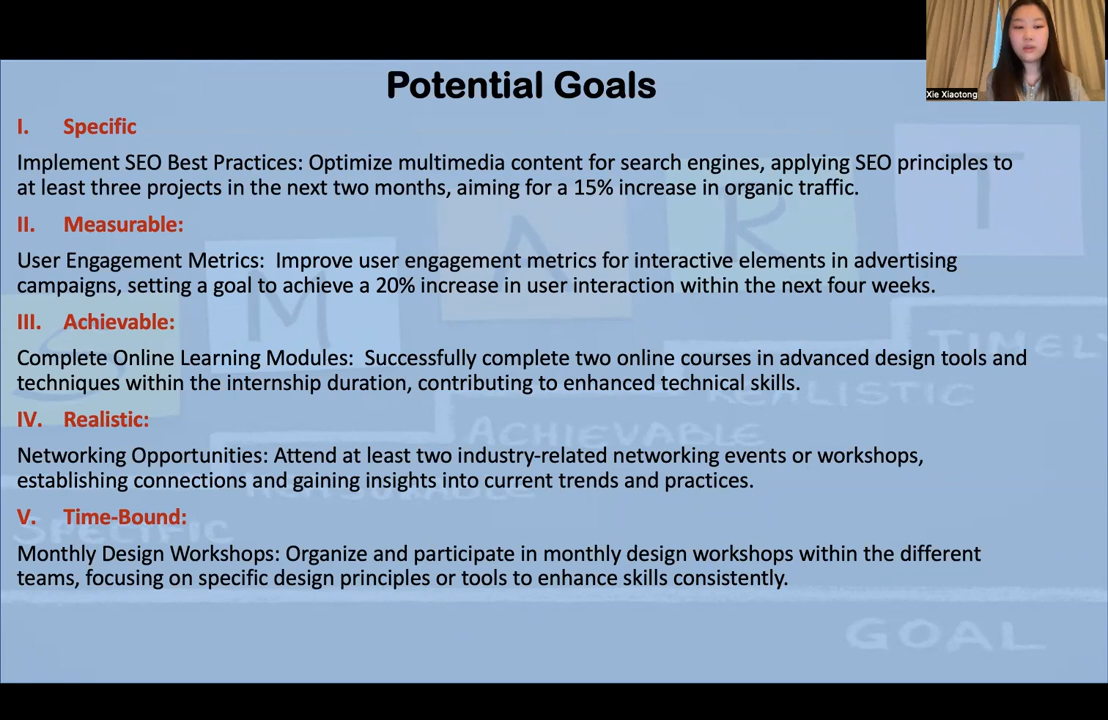 Potential Goals
Xie Xiaotong
I. Specific
Implement SEO Best Practices: Optimize multimedia content for search engines, applying SEO principles to
at least three projects in the next two months, aiming for a 15% increase in organic traffic.
II. Measurable:
User Engagement Metrics:  Improve user engagement metrics for interactive elements in advertising
campaigns, setting a goal to achieve a 20% increase in user interaction within the next four weeks.
III. Achievable:
Complete Online Learning Modules:  Successfully complete two online courses in advanced design tools and
techniques within the internship duration, contributing to enhanced technical skills.
IV. Realistic:
Networking Opportunities: Attend at least two industry-related networking events or workshops,
establishing connections and gaining insights into current trends and practices.
V. Time-Bound:
Monthly Design Workshops: Organize and participate in monthly design workshops within the different
teams, focusing on specific design principles or tools to enhance skills consistently.
S M A R T
SPECIFIC
MEASURABLE
ACHIEVABLE
REALISTIC
TIMELY
GOAL